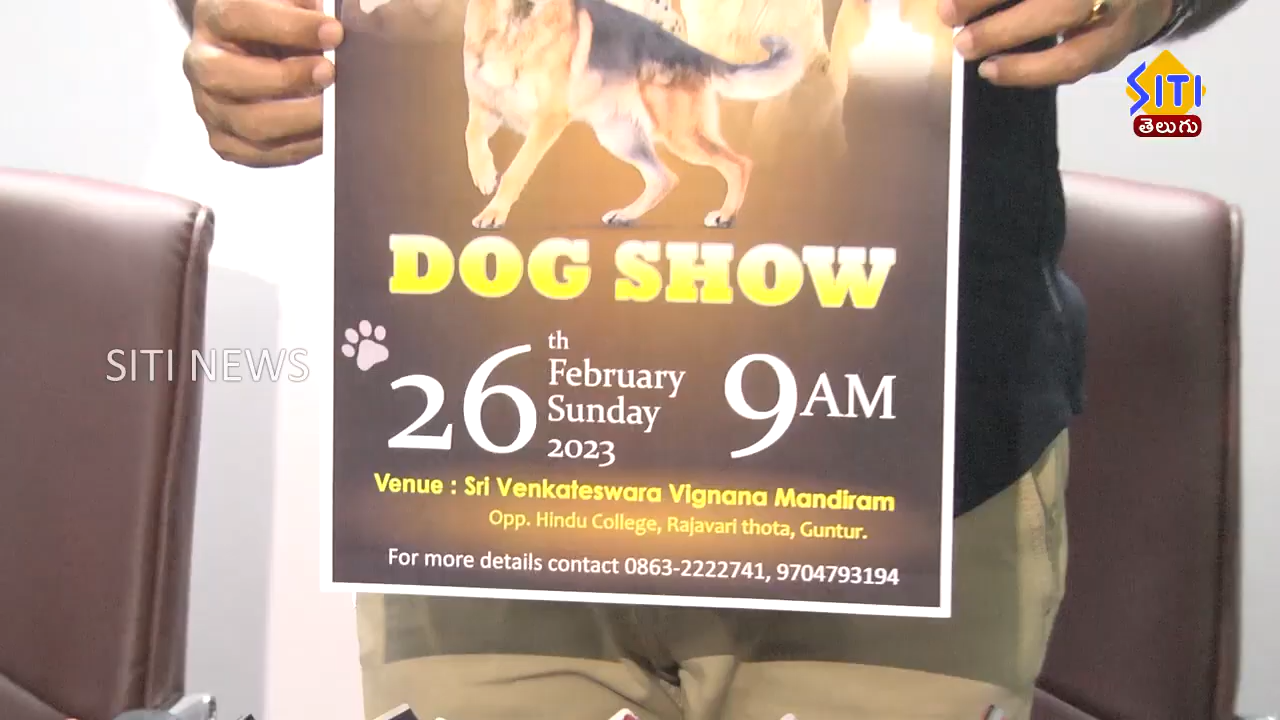 SITI
తెలుగు
DOG SHOW
SITI NEWS
26th February Sunday 2023
9AM
Venue : Sri Venkateswara Vignana Mandiram
Opp. Hindu College, Rajavari thota, Guntur.
For more details contact 0863-2222741, 9704793194